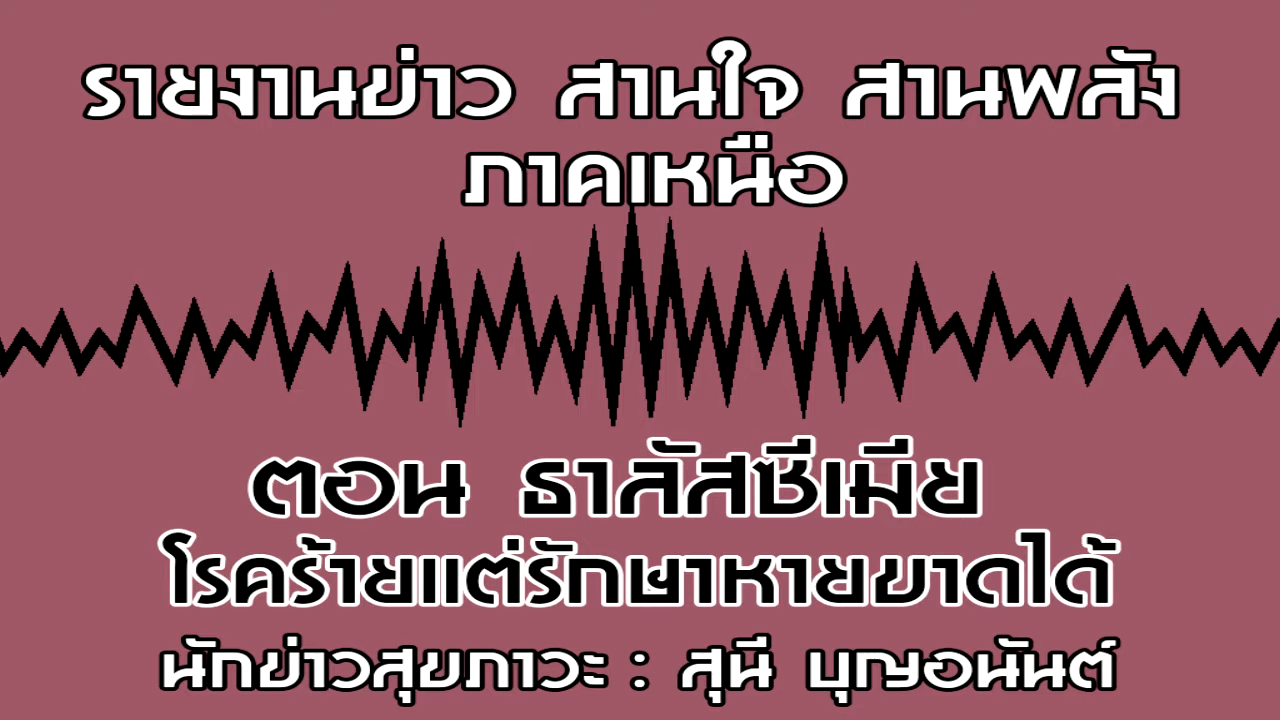 รายงานข่าว สานใจ สานพลัง
ภาคเหนือ
ตอน ธาลัสซีเมีย
โรคร้ายแต่รักษาหายขาดได้
นักข่าวสุขภาวะ : สุนี บุญอนันต์